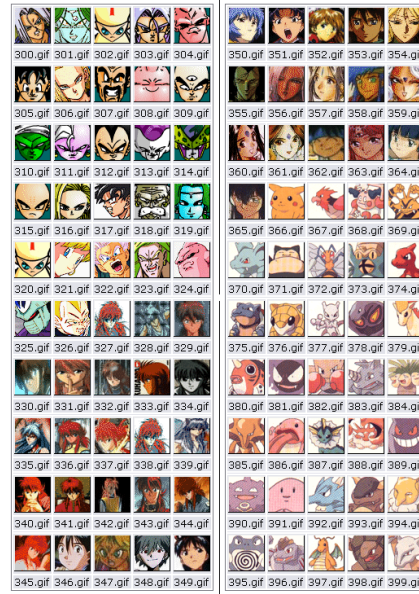 300.gif 301.gif 302.gif 303.gif 304.gif
305.gif 306.gif 307.gif 308.gif 309.gif
310.gif 311.gif 312.gif 313.gif 314.gif
315.gif 316.gif 317.gif 318.gif 319.gif
320.gif 321.gif 322.gif 323.gif 324.gif
325.gif 326.gif 327.gif 328.gif 329.gif
330.gif 331.gif 332.gif 333.gif 334.gif
335.gif 336.gif 337.gif 338.gif 339.gif
340.gif 341.gif 342.gif 343.gif 344.gif
345.gif 346.gif 347.gif 348.gif 349.gif
350.gif 351.gif 352.gif 353.gif 354.gi
355.gif 356.gif 357.gif 358.gif 359.gi
360.gif 361.gif 362.gif 363.gif 364.gi
365.gif 366.gif 367.gif 368.gif 369.gi
370.gif 371.gif 372.gif 373.gif 374.gi
375.gif 376.gif 377.gif 378.gif 379.gi
380.gif 381.gif 382.gif 383.gif 384.gi
385.gif 386.gif 387.gif 388.gif 389.gi
390.gif 391.gif 392.gif 393.gif 394.gi
395.gif 396.gif 397.gif 398.gif 399.gi